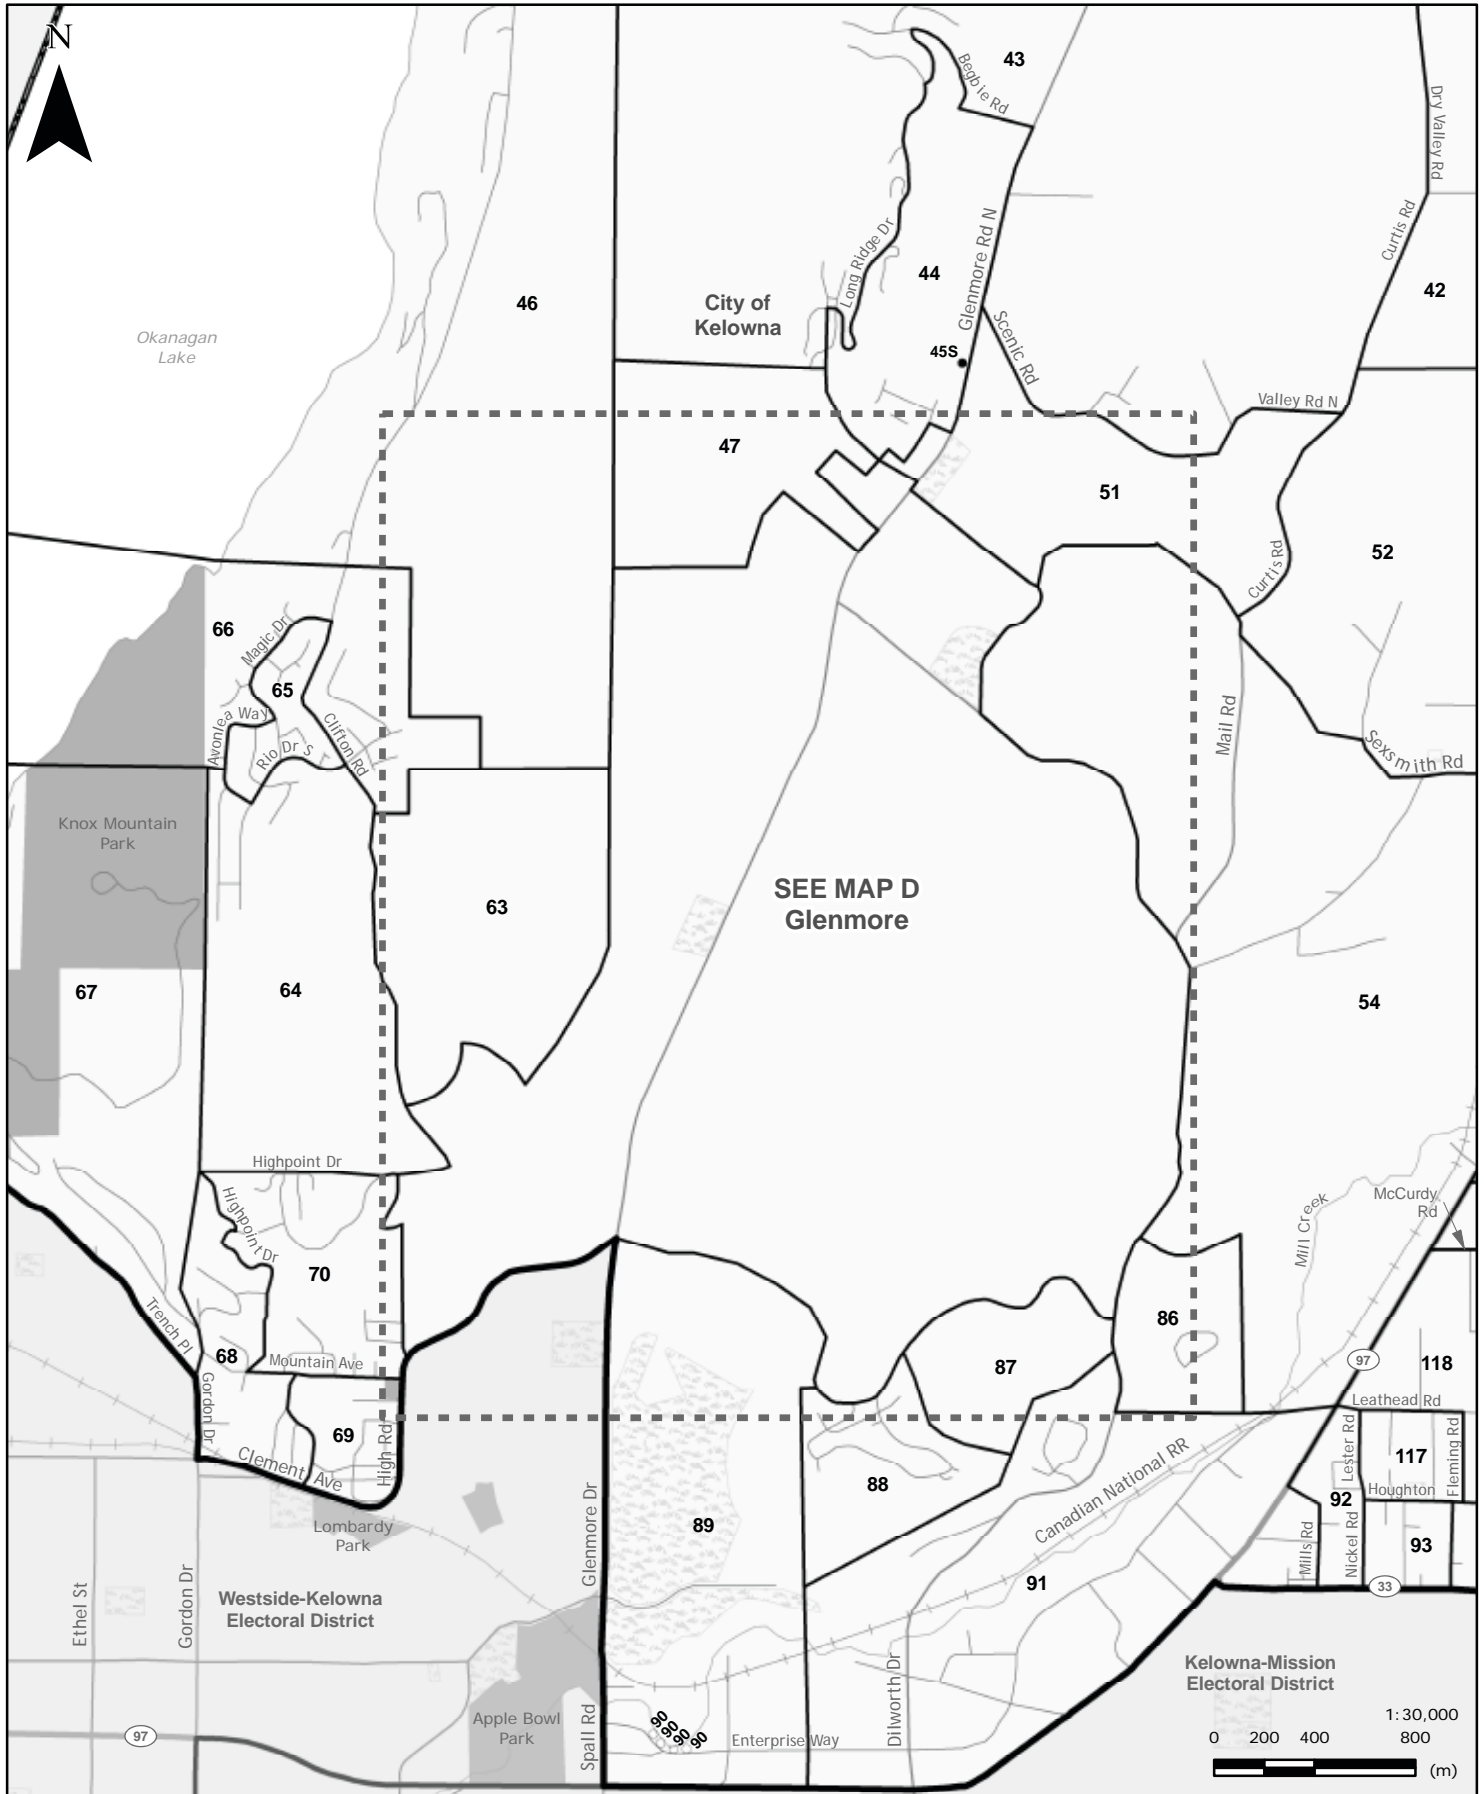 N
43
Begbie Rd
Dry Valley Rd
Curtis Rd
Long Ridge Dr
44
Glenmore Rd N
42
46
City of
Kelowna
Okanagan
Lake
Scenic Rd
45S
Valley Rd N
47
51
52
Curtis Rd
66
Magic Dr
65
Avonlea Way
Clifton Rd
Rio Dr S
Mail Rd
Sexsmith Rd
Knox Mountain
Park
SEE MAP D
Glenmore
63
67
64
54
Highpoint Dr
Highpoint Dr
McCurdy
Rd
Mill Creek
70
Trench Pl
86
68
Mountain Ave
87
97
118
Leathead Rd
Gordon Dr
69
High Rd
Clement Ave
Lester Rd
Fleming Rd
117
Canadian National RR
88
Houghton
92
Lombardy
Park
89
Glenmore Dr
Mills Rd
Nickel Rd
93
91
33
Ethel St
Gordon Dr
Westside-Kelowna
Electoral District
Kelowna-Mission
Electoral District
Dilworth Dr
1:30,000
Apple Bowl
Park
Spall Rd
90
90
90
90
Enterprise Way
97
0 200 400 800
(m)